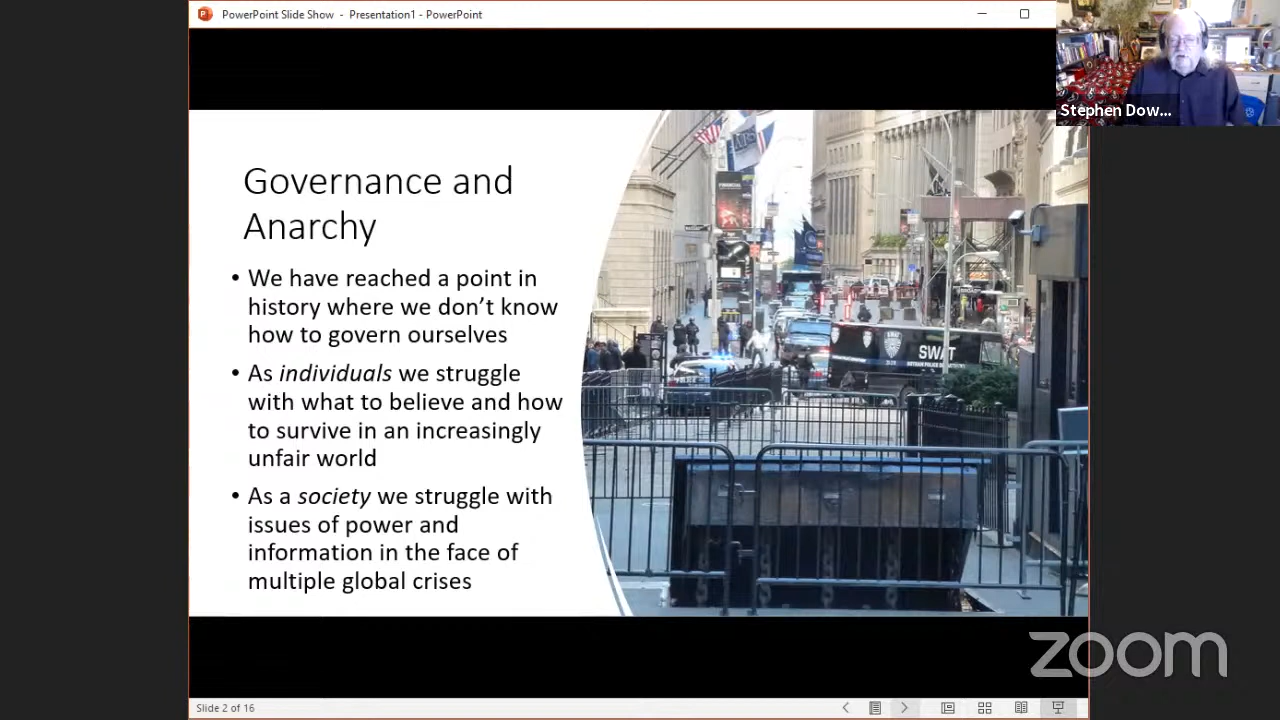 PowerPoint Slide Show - Presentation1 - PowerPoint
Stephen Dow...
Governance and
Anarchy
• We have reached a point in
history where we don’t know
how to govern ourselves
• As individuals we struggle
with what to believe and how
to survive in an increasingly
unfair world
• As a society we struggle with
issues of power and
information in the face of
multiple global crises
SWAT
zoom
Slide 2 of 16